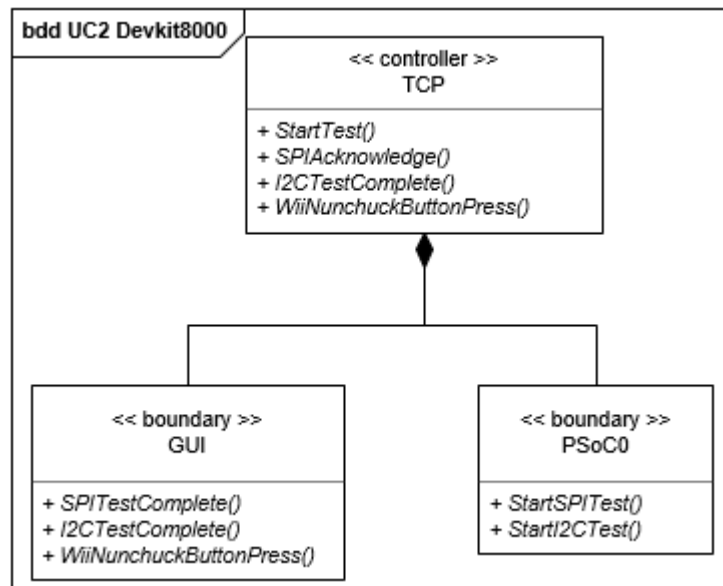 bdd UC2 Devkit8000
<< controller >>
TCP
+ StartTest()
+ SPIAcknowledge()
+ I2CTestComplete()
+ WiiNunchuckButtonPress()
<< boundary >>
GUI
+ SPITestComplete()
+ I2CTestComplete()
+ WiiNunchuckButtonPress()
<< boundary >>
PSoC0
+ StartSPITest()
+ StartI2CTest()